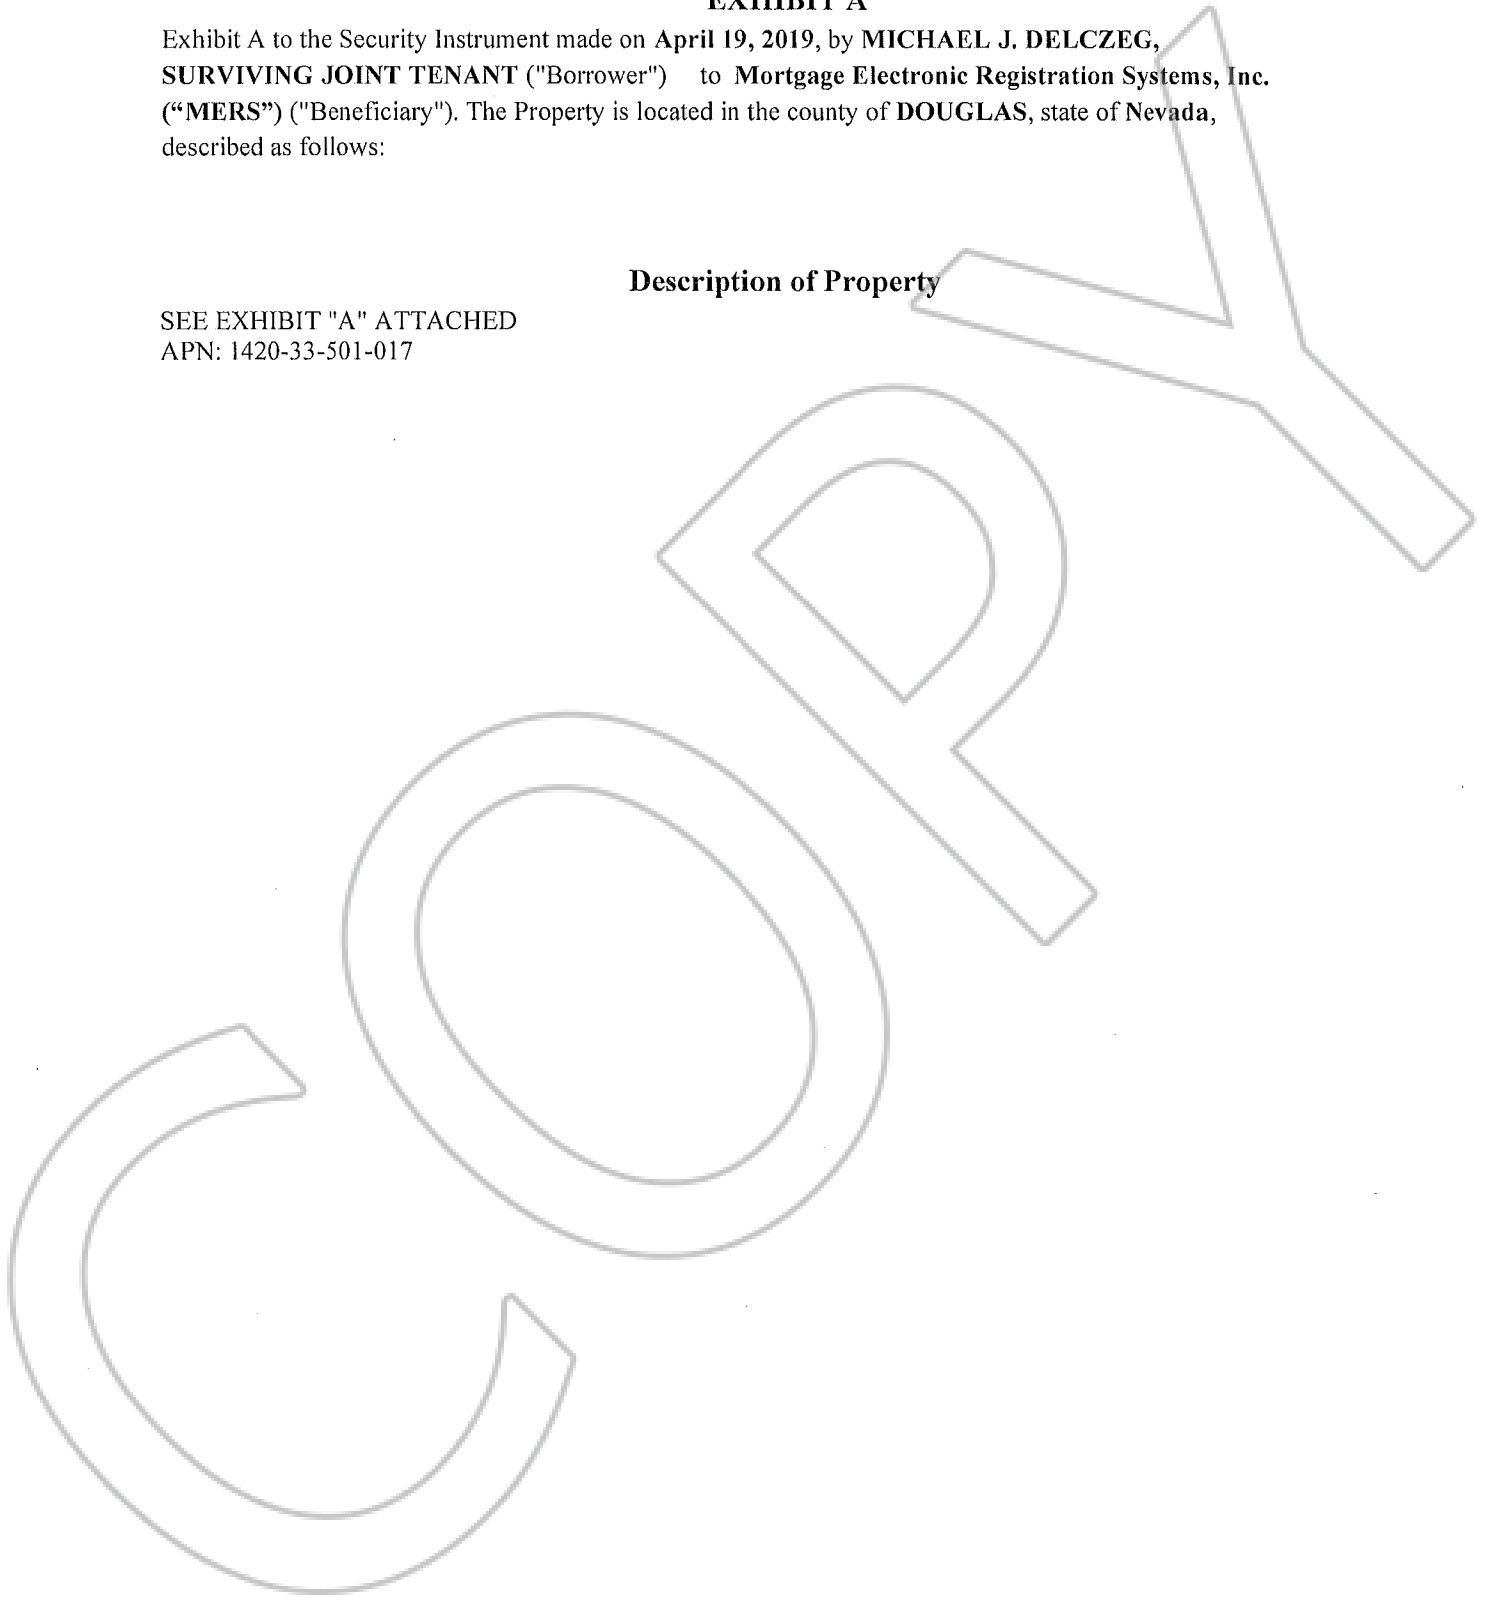 EXHIBIT A
Exhibit A to the Security Instrument made on April 19, 2019, by MICHAEL J. DELCZEG,
SURVIVING JOINT TENANT ("Borrower") to Mortgage Electronic Registration Systems, Inc.
(“MERS”) ("Beneficiary"). The Property is located in the county of DOUGLAS, state of Nevada,
described as follows:
Description of Property
SEE EXHIBIT "A" ATTACHED
APN: 1420-33-501-017
COPY